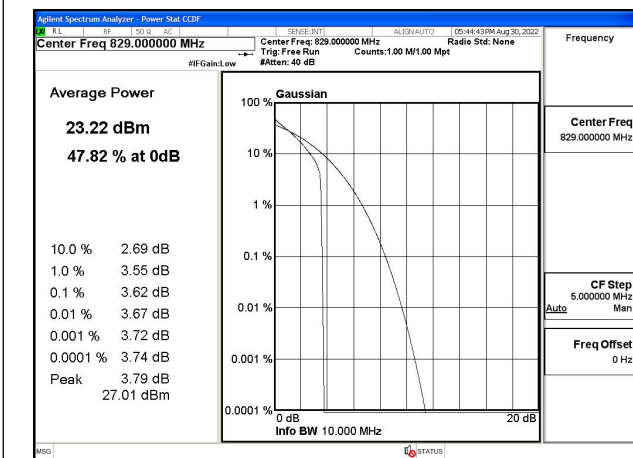 Agilent Spectrum Analyzer - Power Stat CCDF
RL RF 50 Ω AC SENSE:INT ALIGN AUTO 05:44:43 PM Aug 30, 2022
Center Freq 829.000000 MHz
Center Freq: 829.000000 MHz Radio Std: None
Trig: Free Run Counts:1.00 M/1.00 Mpt
#IFGain:Low #Atten: 40 dB
Frequency
Average Power
23.22 dBm
47.82 % at 0dB
10.0 % 2.69 dB
1.0 % 3.55 dB
0.1 % 3.62 dB
0.01 % 3.67 dB
0.001 % 3.72 dB
0.0001 % 3.74 dB
Peak 3.79 dB
27.01 dBm
Gaussian
100 %
10 %
1 %
0.1 %
0.01 %
0.001 %
0.0001 %
0 dB 20 dB
Info BW 10.000 MHz
Center Freq
829.000000 MHz
CF Step
5.000000 MHz
Auto Man
Freq Offset
0 Hz
MSG STATUS